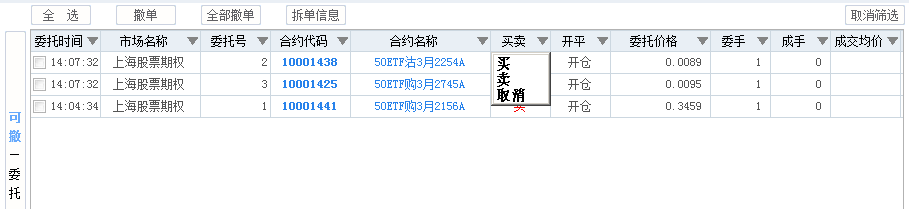 全 选 撤单 全部撤单 拆单信息 取消筛选
委托时间 市场名称 委托号 合约代码 合约名称 买卖 开平 委托价格 委手 成手 成交均价
14:07:32 上海股票期权 2 10001438 50ETF沽3月2254A 开仓 0.0089 1 0
14:07:32 上海股票期权 3 10001425 50ETF购3月2745A 开仓 0.0095 1 0
14:04:34 上海股票期权 1 10001441 50ETF购3月2156A 开仓 0.3459 1 0
买
卖
取消
可
撤
一
委
托